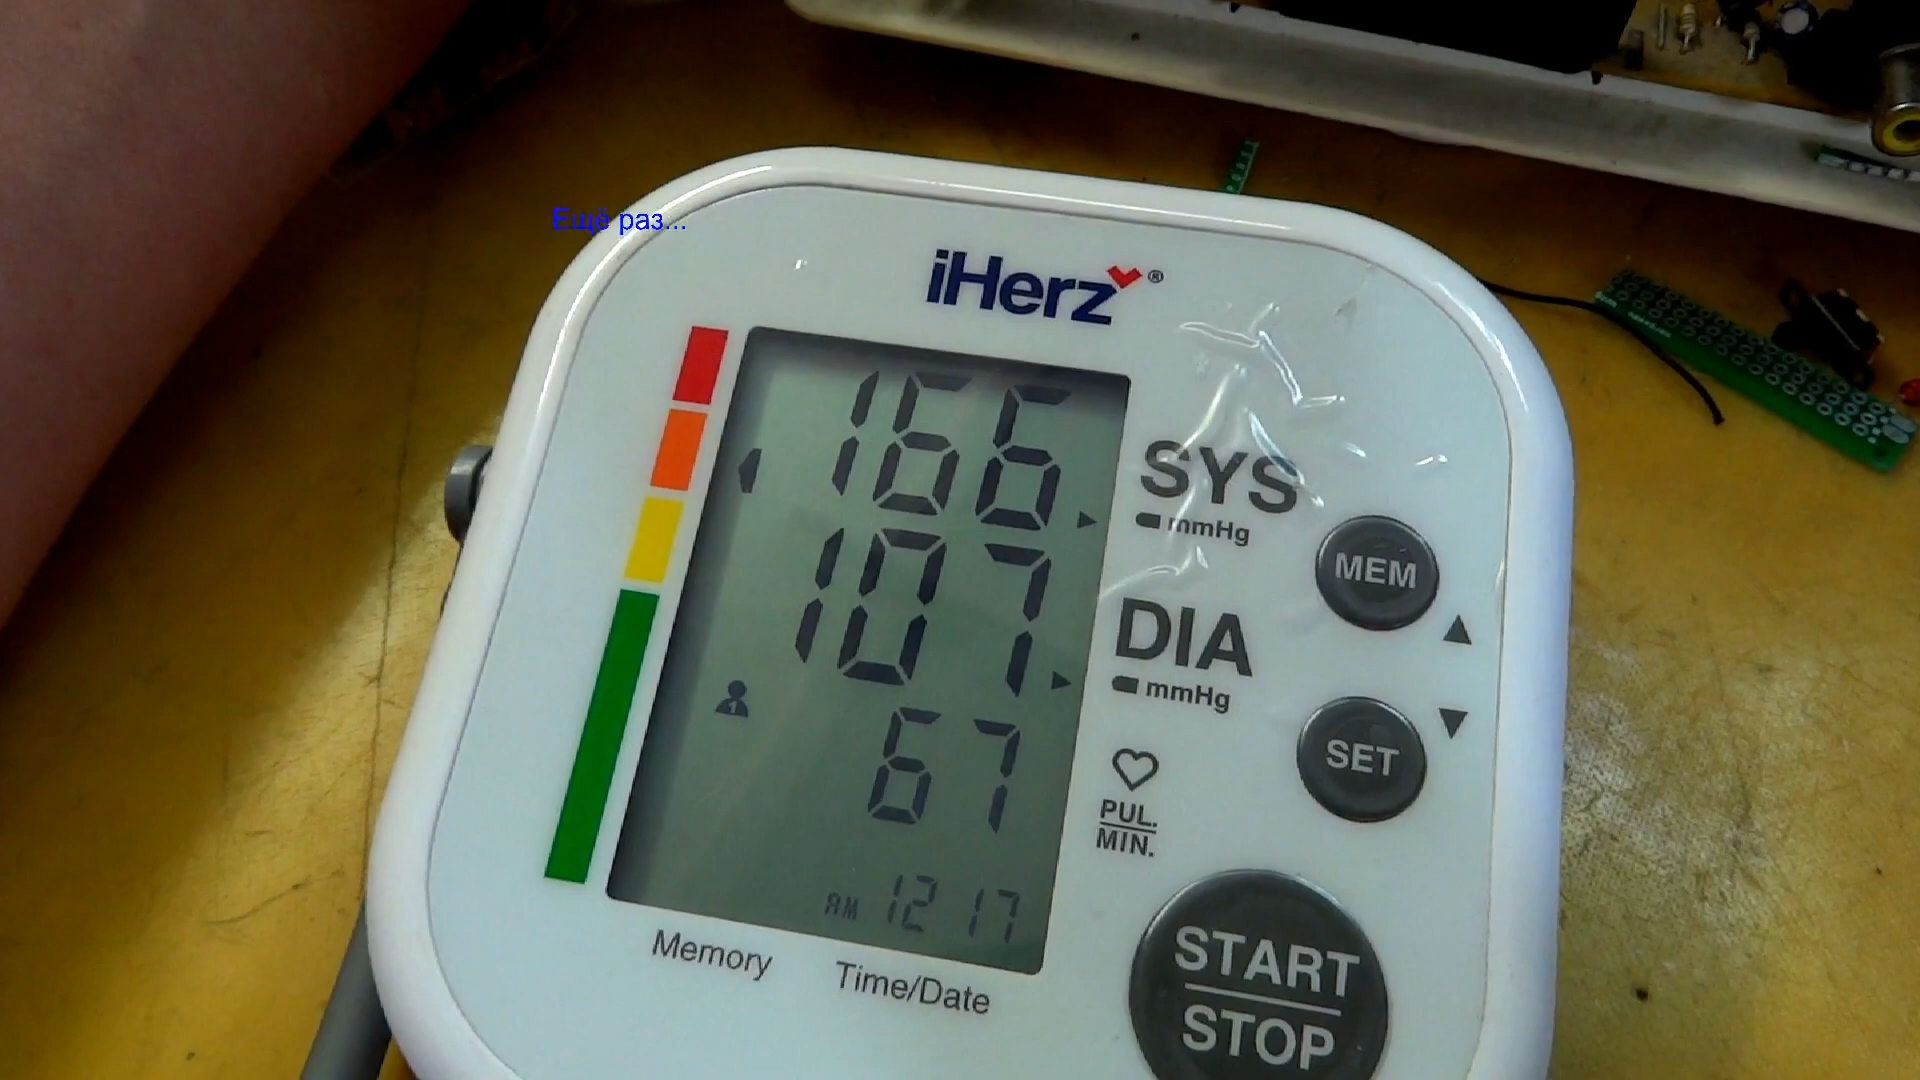 Ещё раз...
iHerz®
166
SYS
mmHg
MEM
107
DIA
mmHg
1
SET
67
PUL.
MIN.
AM 12 17
Memory
Time/Date
START
STOP